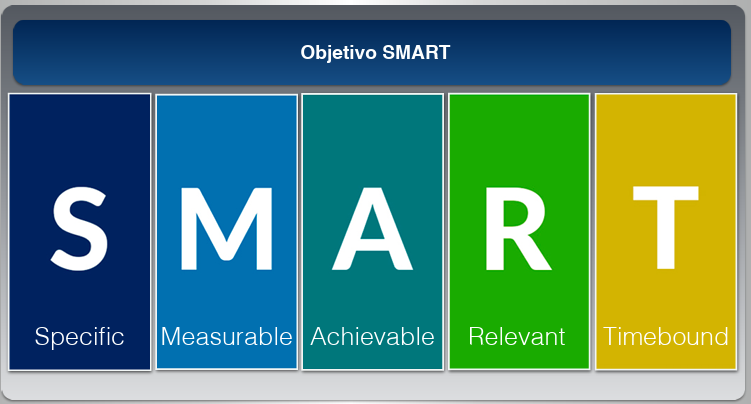 Objetivo SMART
S M A R T
Specific Measurable Achievable Relevant Timebound